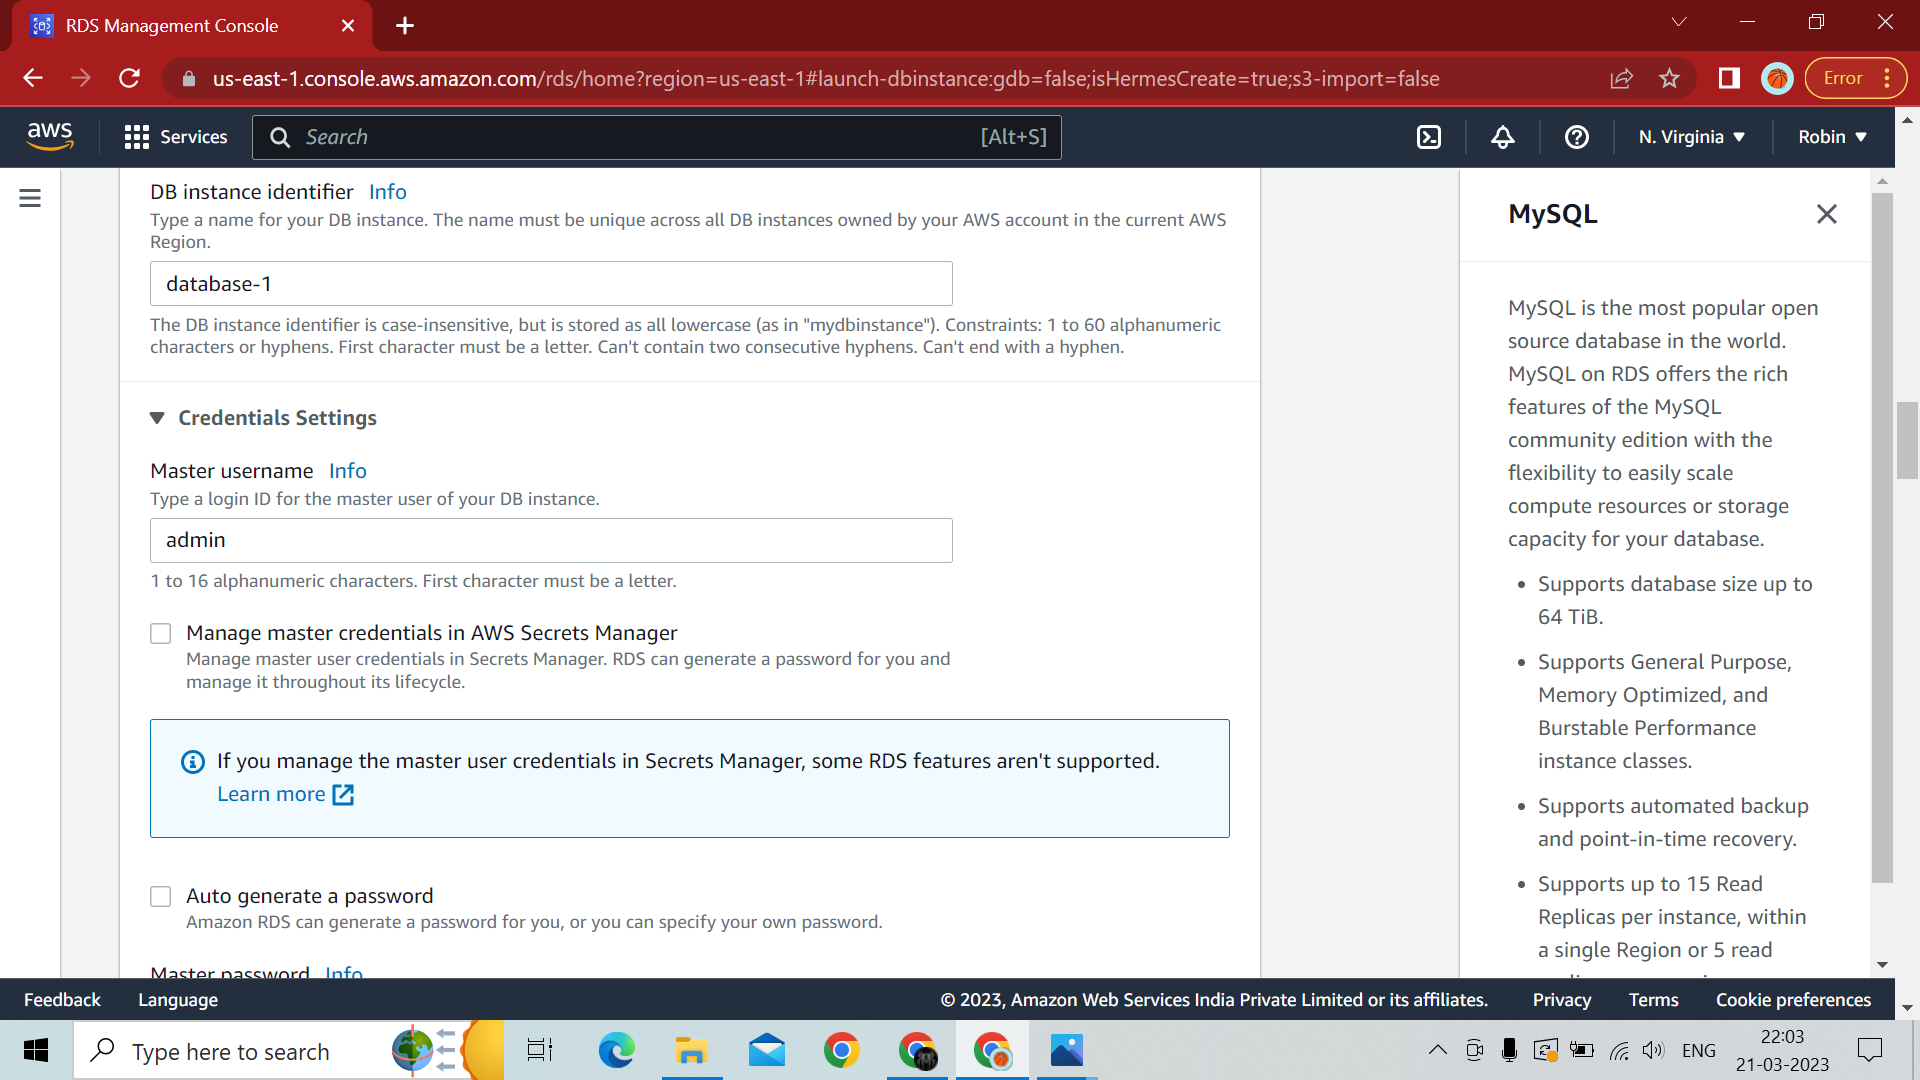 RDS Management Console
us-east-1.console.aws.amazon.com/rds/home?region=us-east-1#launch-dbinstance:gdb=false;isHermesCreate=true;s3-import=false
Error
aws
Services
Search
[Alt+S]
N. Virginia
Robin
DB instance identifier Info
Type a name for your DB instance. The name must be unique across all DB instances owned by your AWS account in the current AWS
Region.
database-1
The DB instance identifier is case-insensitive, but is stored as all lowercase (as in "mydbinstance"). Constraints: 1 to 60 alphanumeric
characters or hyphens. First character must be a letter. Can't contain two consecutive hyphens. Can't end with a hyphen.
Credentials Settings
Master username Info
Type a login ID for the master user of your DB instance.
admin
1 to 16 alphanumeric characters. First character must be a letter.
Manage master credentials in AWS Secrets Manager
Manage master user credentials in Secrets Manager. RDS can generate a password for you and
manage it throughout its lifecycle.
If you manage the master user credentials in Secrets Manager, some RDS features aren't supported.
Learn more
Auto generate a password
Amazon RDS can generate a password for you, or you can specify your own password.
Master password Info
MySQL
MySQL is the most popular open
source database in the world.
MySQL on RDS offers the rich
features of the MySQL
community edition with the
flexibility to easily scale
compute resources or storage
capacity for your database.
• Supports database size up to
64 TiB.
• Supports General Purpose,
Memory Optimized, and
Burstable Performance
instance classes.
• Supports automated backup
and point-in-time recovery.
• Supports up to 15 Read
Replicas per instance, within
a single Region or 5 read
Feedback
Language
© 2023, Amazon Web Services India Private Limited or its affiliates.
Privacy
Terms
Cookie preferences
Type here to search
ENG
22:03
21-03-2023